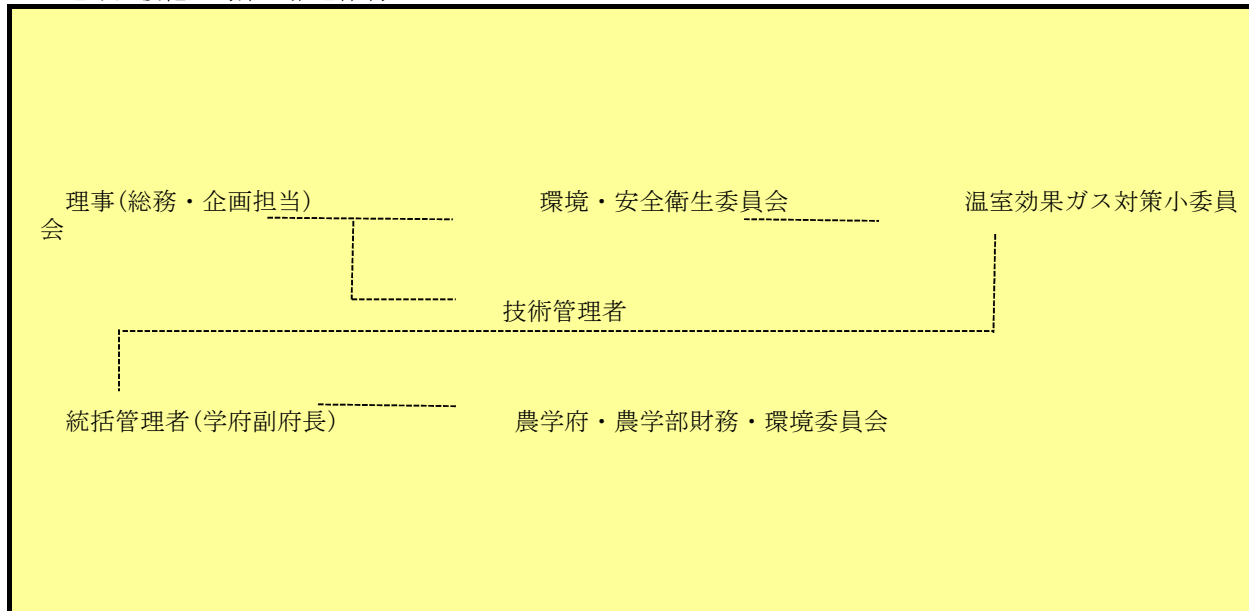 理事(総務・企画担当) 環境・安全衛生委員会 温室効果ガス対策小委員
会
技術管理者
統括管理者(学府副府長) 農学府・農学部財務・環境委員会